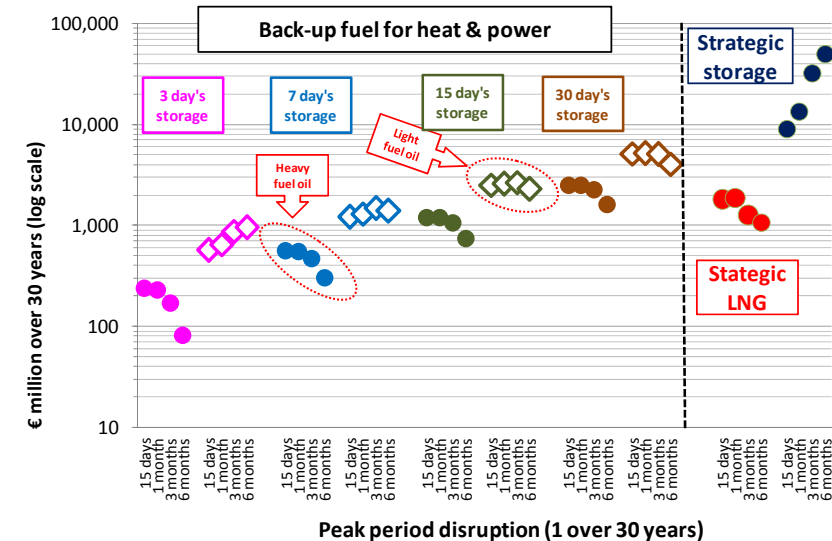 100,000
10,000
1,000
100
10
€ million over 30 years (log scale)
Back-up fuel for heat & power
3 day's
storage
7 day's
storage
15 day's
storage
30 day's
storage
Heavy
fuel oil
Light
fuel oil
Strategic
storage
Stategic
LNG
15 days
1 month
3 months
6 months
15 days
1 month
3 months
6 months
15 days
1 month
3 months
6 months
15 days
1 month
3 months
6 months
15 days
1 month
3 months
6 months
15 days
1 month
3 months
6 months
15 days
1 month
3 months
6 months
15 days
1 month
3 months
6 months
15 days
1 month
3 months
6 months
15 days
1 month
3 months
6 months
Peak period disruption (1 over 30 years)